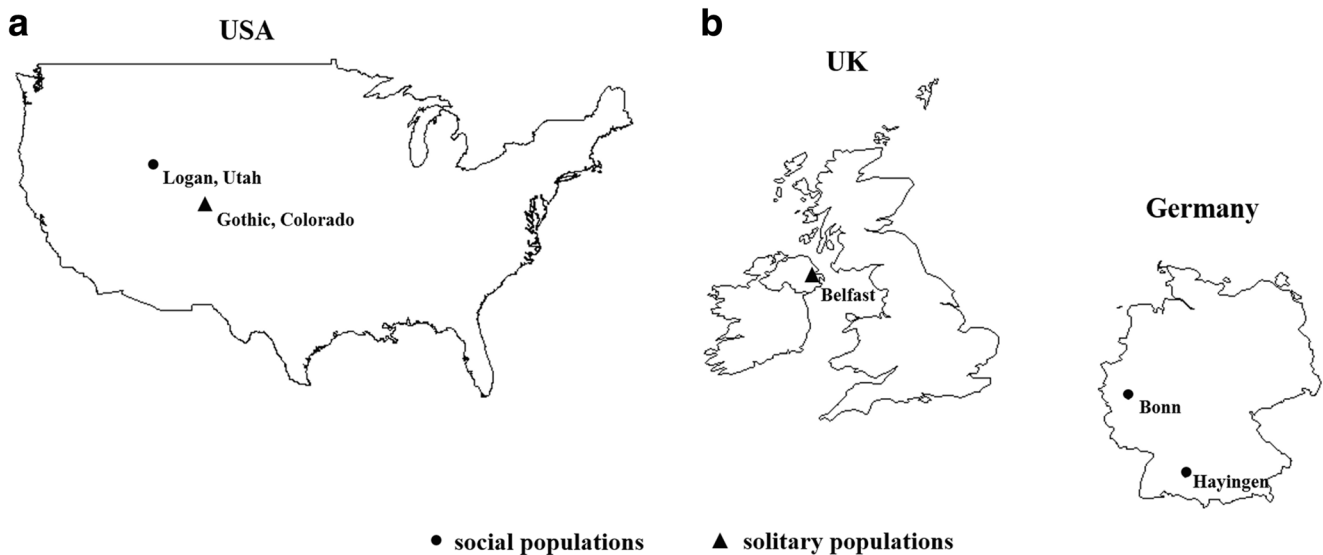 a
USA
Logan, Utah
Gothic, Colorado
b
UK
Belfast
Germany
Bonn
Hayingen
social populations
solitary populations